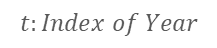 t: Index of Year